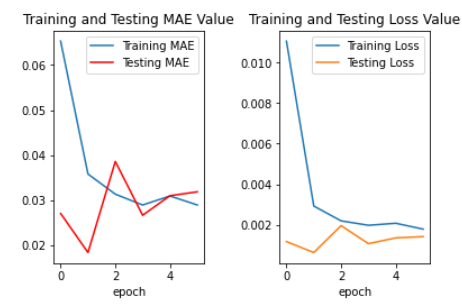 Training and Testing MAE Value
Training MAE
Testing MAE
0.06
0.05
0.04
0.03
0.02
0
2
4
epoch
Training and Testing Loss Value
Training Loss
Testing Loss
0.010
0.008
0.006
0.004
0.002
0
2
4
epoch